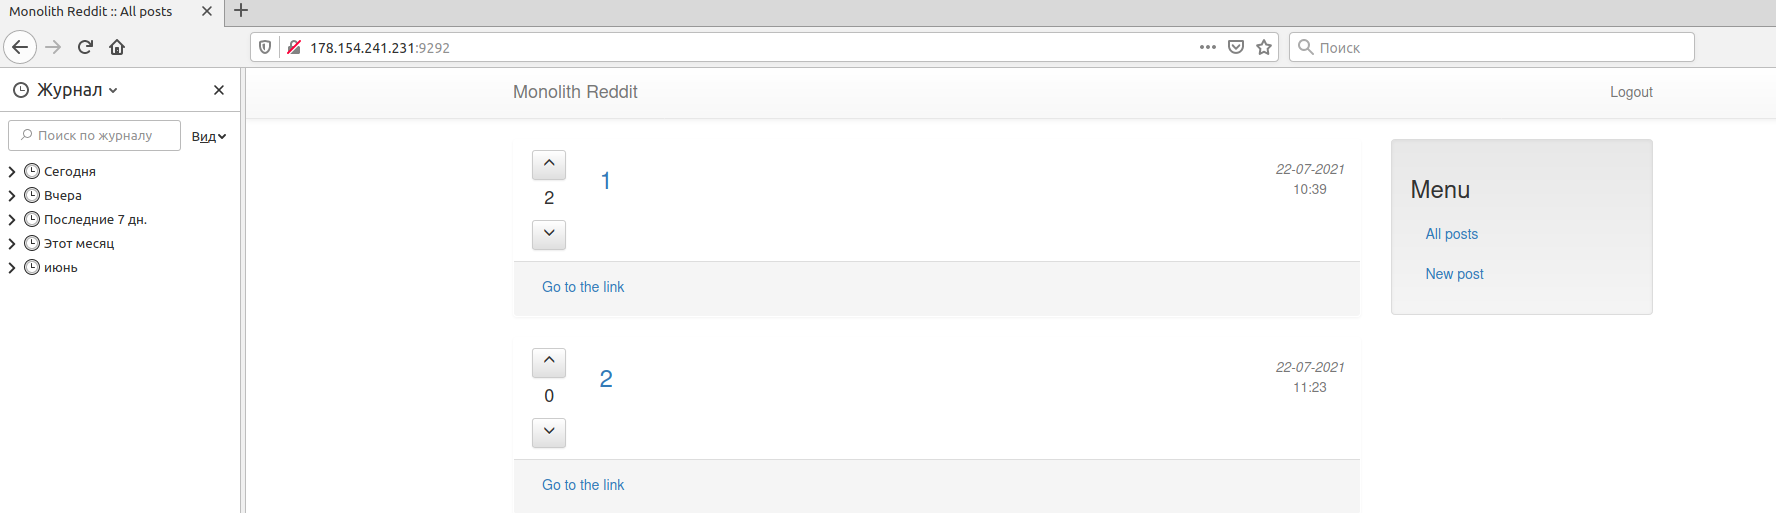 Monolith Reddit :: All posts
178.154.241.231:9292
Поиск
Журнал
Поиск по журналу
Вид
Сегодня
Вчера
Последние 7 дн.
Этот месяц
июнь
Monolith Reddit
Logout
1
2
22-07-2021
10:39
Go to the link
2
0
22-07-2021
11:23
Go to the link
Menu
All posts
New post